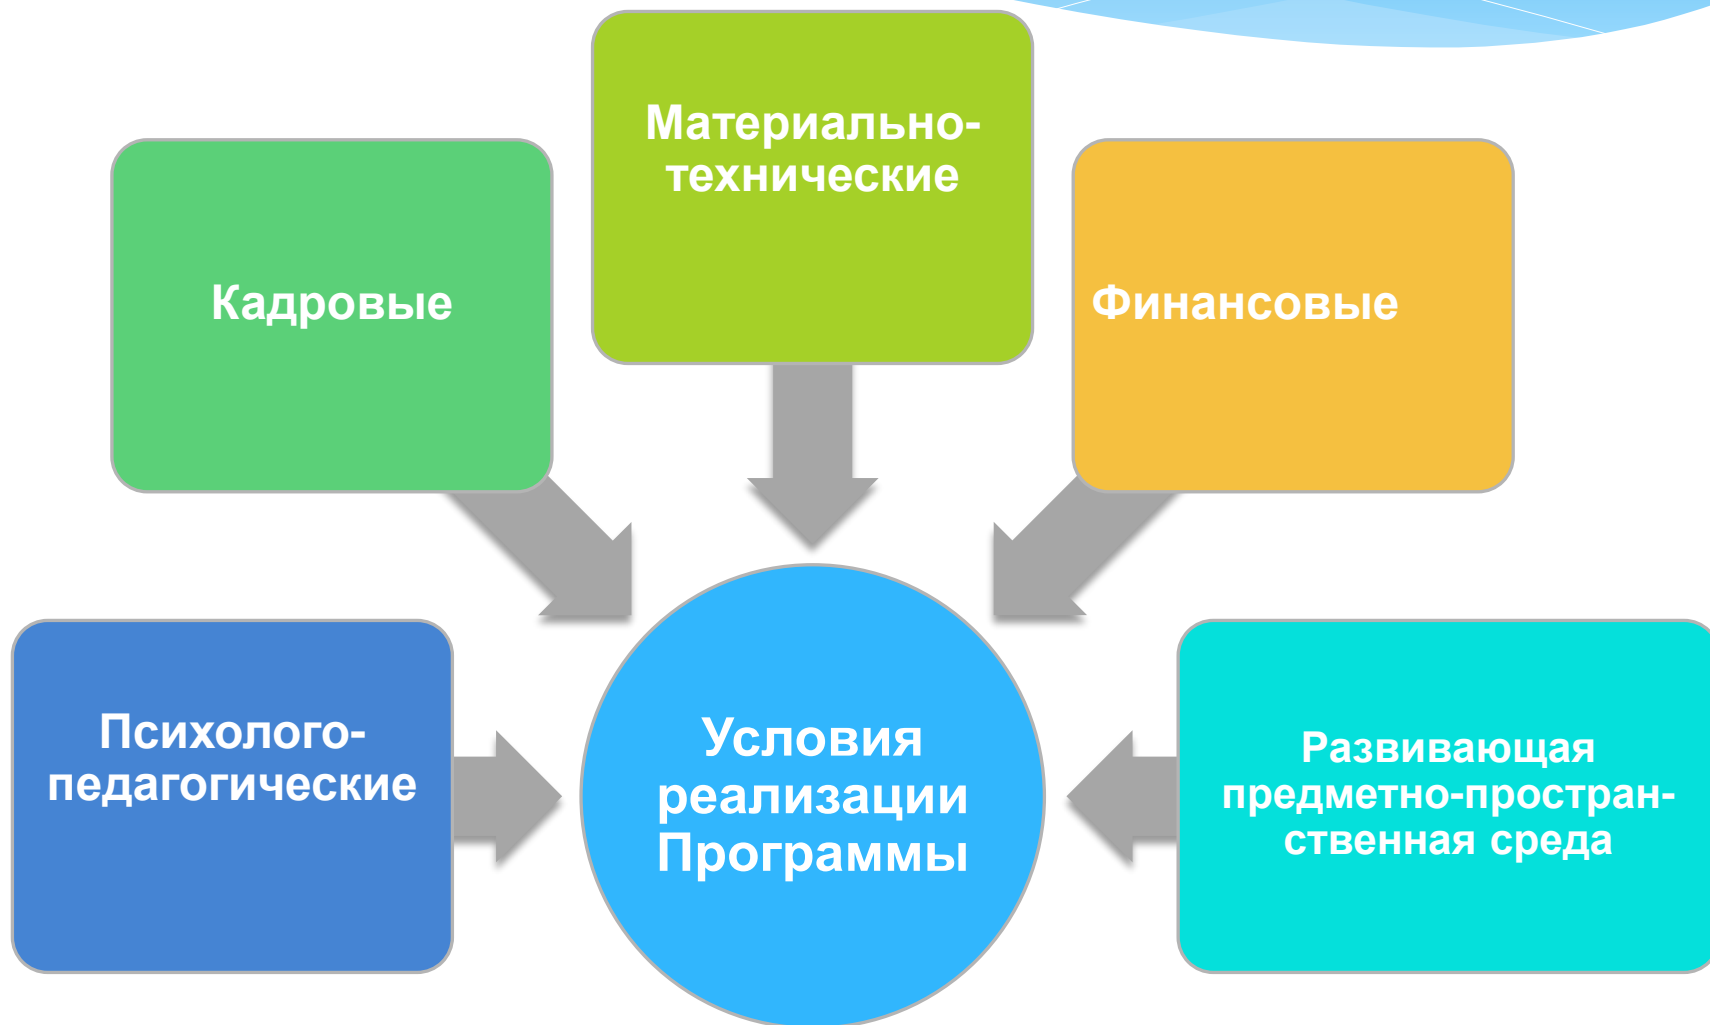 Материально-
технические
Кадровые
Финансовые
Психолого-
педагогические
Условия
реализации
Программы
Развивающая
предметно-простран-
ственная среда